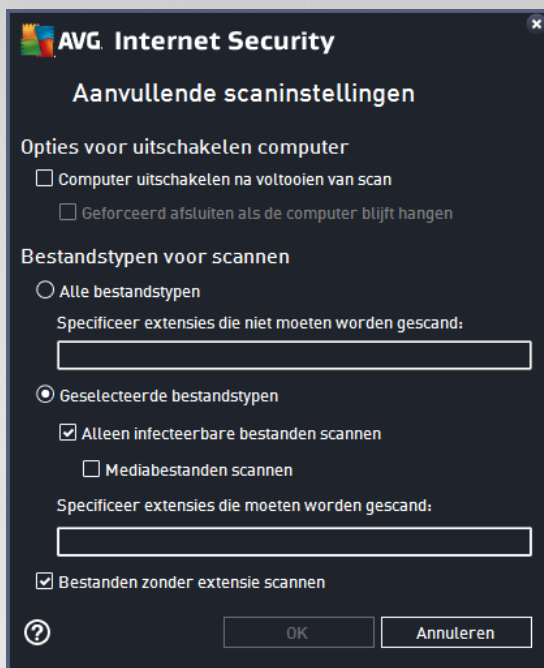 AVG. Internet Security
Aanvullende scaninstellingen
Opties voor uitschakelen computer
Computer uitschakelen na voltooien van scan
Geforceerd afsluiten als de computer blijft hangen
Bestandstypen voor scannen
Alle bestandstypen
Specificeer extensies die niet moeten worden gescand:
Geselecteerde bestandstypen
Alleen infecteerbare bestanden scannen
Mediabestanden scannen
Specificeer extensies die moeten worden gescand:
Bestanden zonder extensie scannen
OK
Annuleren